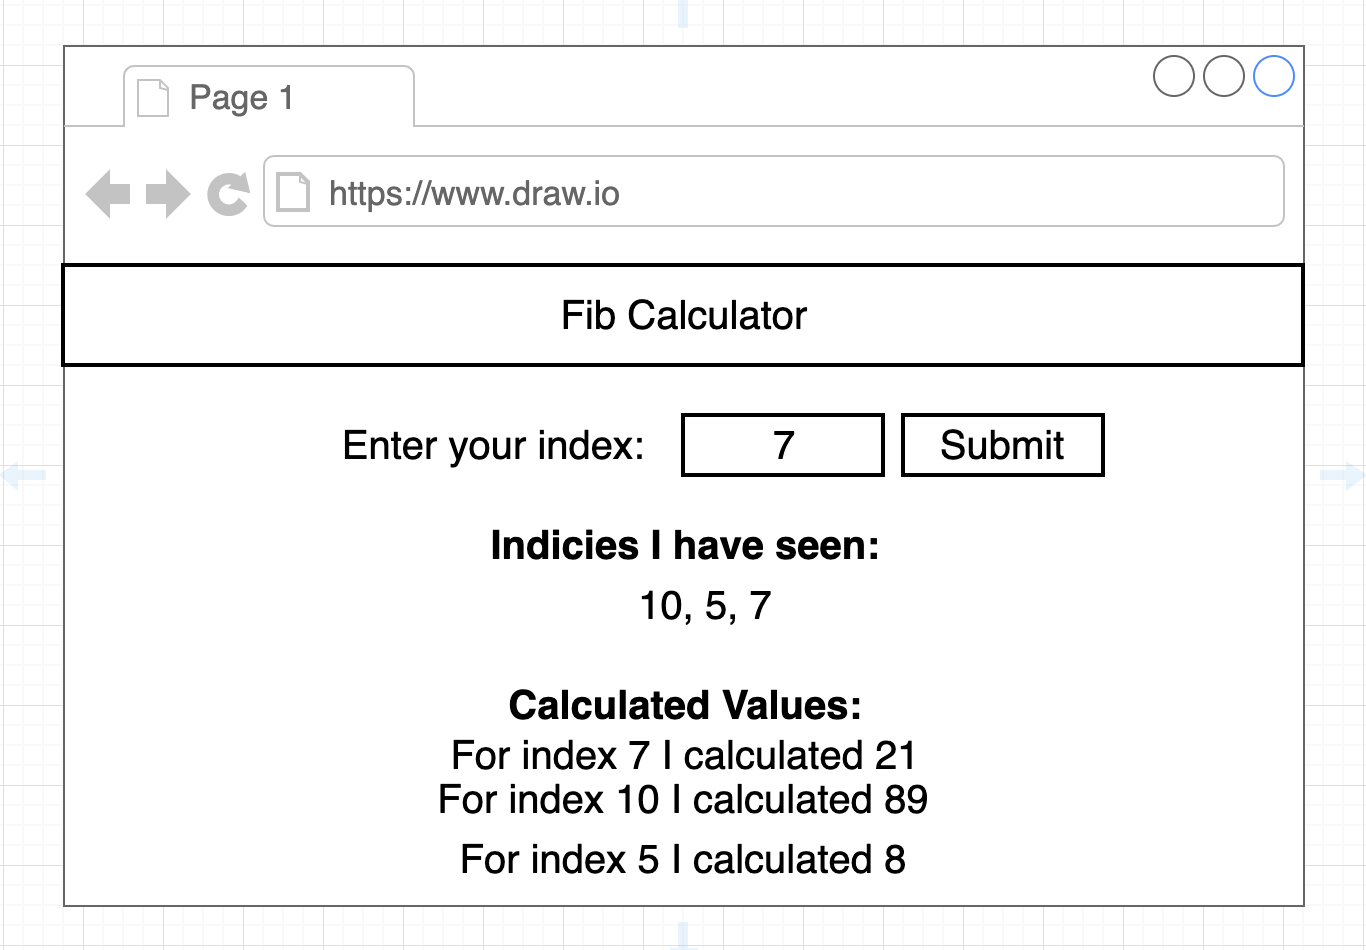 Page 1
https://www.draw.io
Fib Calculator
Enter your index: 7 Submit
Indicies I have seen:
10, 5, 7
Calculated Values:
For index 7 I calculated 21
For index 10 I calculated 89
For index 5 I calculated 8